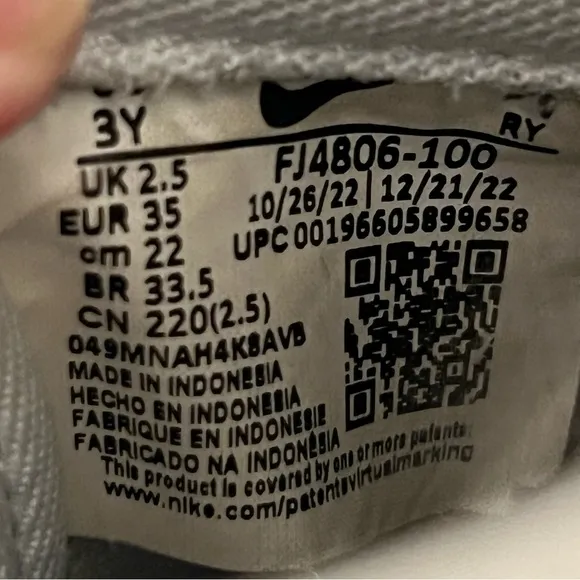 3Y
RY
UK 2.5
EUR 35
cm 22
BR 33.5
CN 220(2.5)
FJ4806-100
10/26/22 | 12/21/22
UPC 00196605899658
049MNAH4K8AVB
MADE IN INDONESIA
HECHO EN INDONESIA
FABRIQUE EN INDONESIE
FABRICADO NA INDONÉSIA
This product is covered by one or more patents:
www.nike.com/patentvirtualmarking